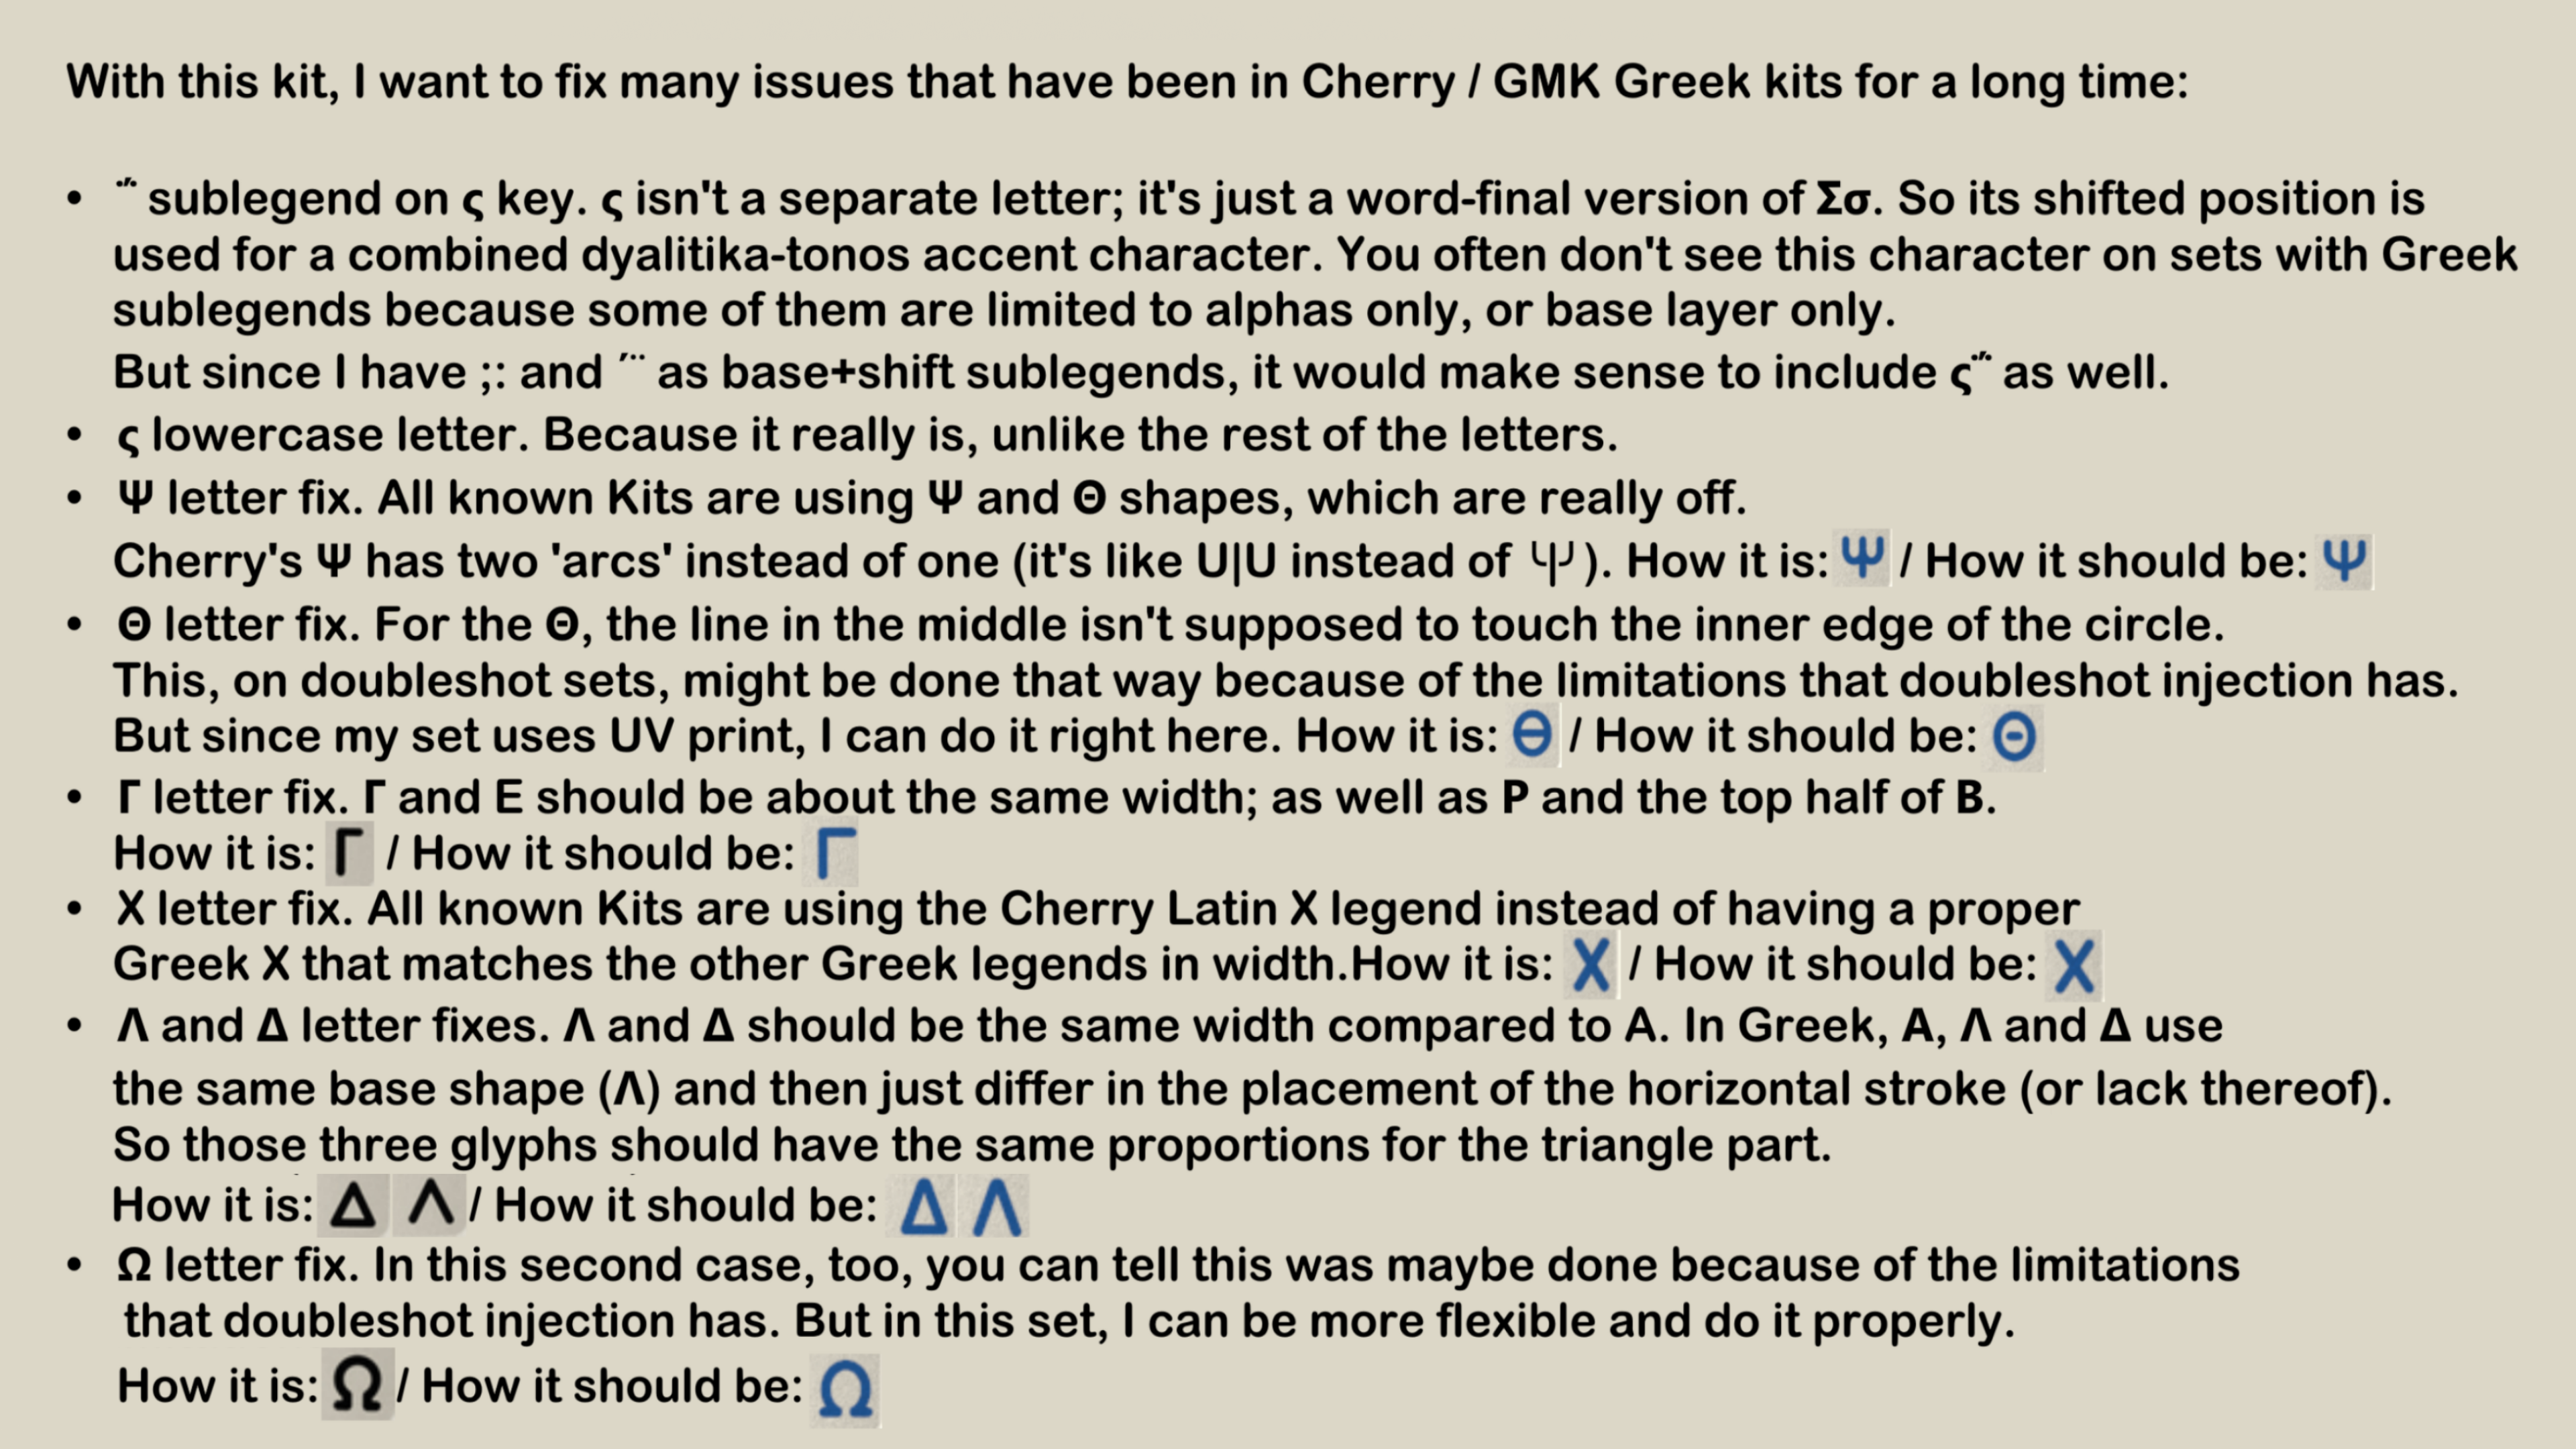 With this kit, I want to fix many issues that have been in Cherry / GMK Greek kits for a long time:
• ΅ sublegend on ς key. ς isn't a separate letter; it's just a word-final version of Σσ. So its shifted position is
used for a combined dyalitika-tonos accent character. You often don't see this character on sets with Greek
sublegends because some of them are limited to alphas only, or base layer only.
But since I have ;: and ΄¨ as base+shift sublegends, it would make sense to include ς΅ as well.
• ς lowercase letter. Because it really is, unlike the rest of the letters.
• Ψ letter fix. All known Kits are using Ψ and Θ shapes, which are really off.
Cherry's Ψ has two 'arcs' instead of one (it's like U|U instead of ╰|╯). How it is: Ψ / How it should be: Ψ
• Θ letter fix. For the Θ, the line in the middle isn't supposed to touch the inner edge of the circle.
This, on doubleshot sets, might be done that way because of the limitations that doubleshot injection has.
But since my set uses UV print, I can do it right here. How it is: Θ / How it should be: Θ
• Γ letter fix. Γ and E should be about the same width; as well as P and the top half of B.
How it is: Γ / How it should be: Γ
• X letter fix. All known Kits are using the Cherry Latin X legend instead of having a proper
Greek X that matches the other Greek legends in width.How it is: X / How it should be: X
• Λ and Δ letter fixes. Λ and Δ should be the same width compared to A. In Greek, A, Λ and Δ use
the same base shape (Λ) and then just differ in the placement of the horizontal stroke (or lack thereof).
So those three glyphs should have the same proportions for the triangle part.
How it is: Δ Λ / How it should be: Δ Λ
• Ω letter fix. In this second case, too, you can tell this was maybe done because of the limitations
that doubleshot injection has. But in this set, I can be more flexible and do it properly.
How it is: Ω / How it should be: Ω